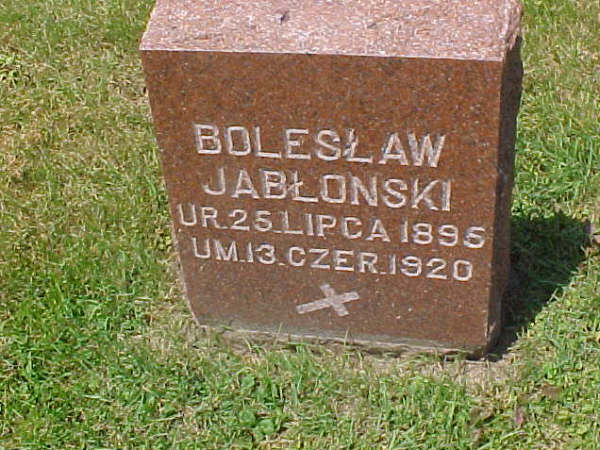 BOLESŁAW
JABŁONSKI
UR. 25. LIPCA 1895
UM. 13. CZER. 1920